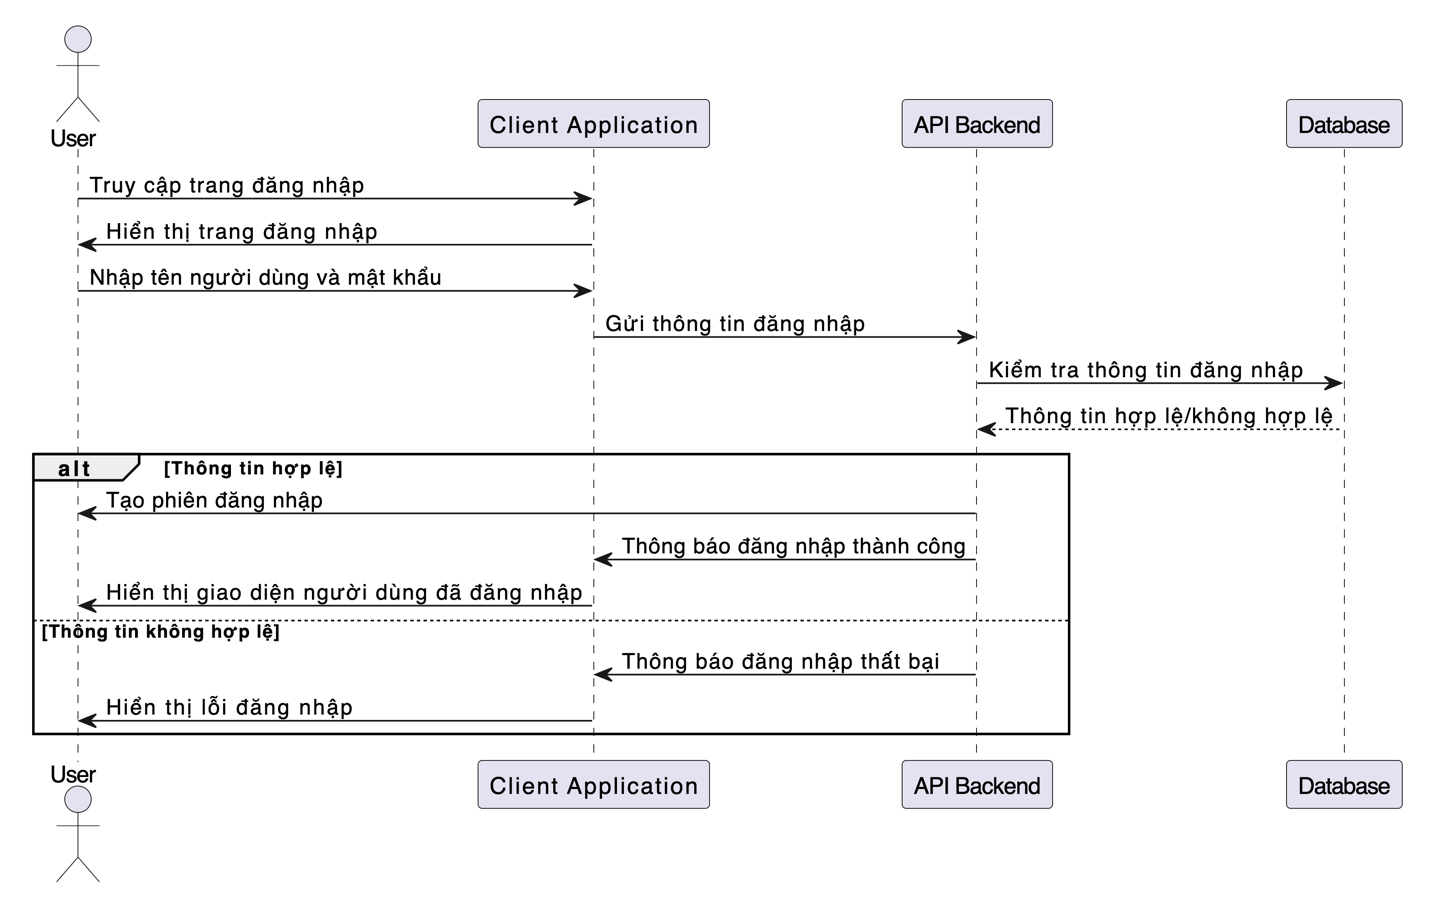 User
Client Application
API Backend
Database
Truy cập trang đăng nhập
Hiển thị trang đăng nhập
Nhập tên người dùng và mật khẩu
Gửi thông tin đăng nhập
Kiểm tra thông tin đăng nhập
Thông tin hợp lệ/không hợp lệ
alt
[Thông tin hợp lệ]
Tạo phiên đăng nhập
Thông báo đăng nhập thành công
Hiển thị giao diện người dùng đã đăng nhập
[Thông tin không hợp lệ]
Thông báo đăng nhập thất bại
Hiển thị lỗi đăng nhập
User
Client Application
API Backend
Database